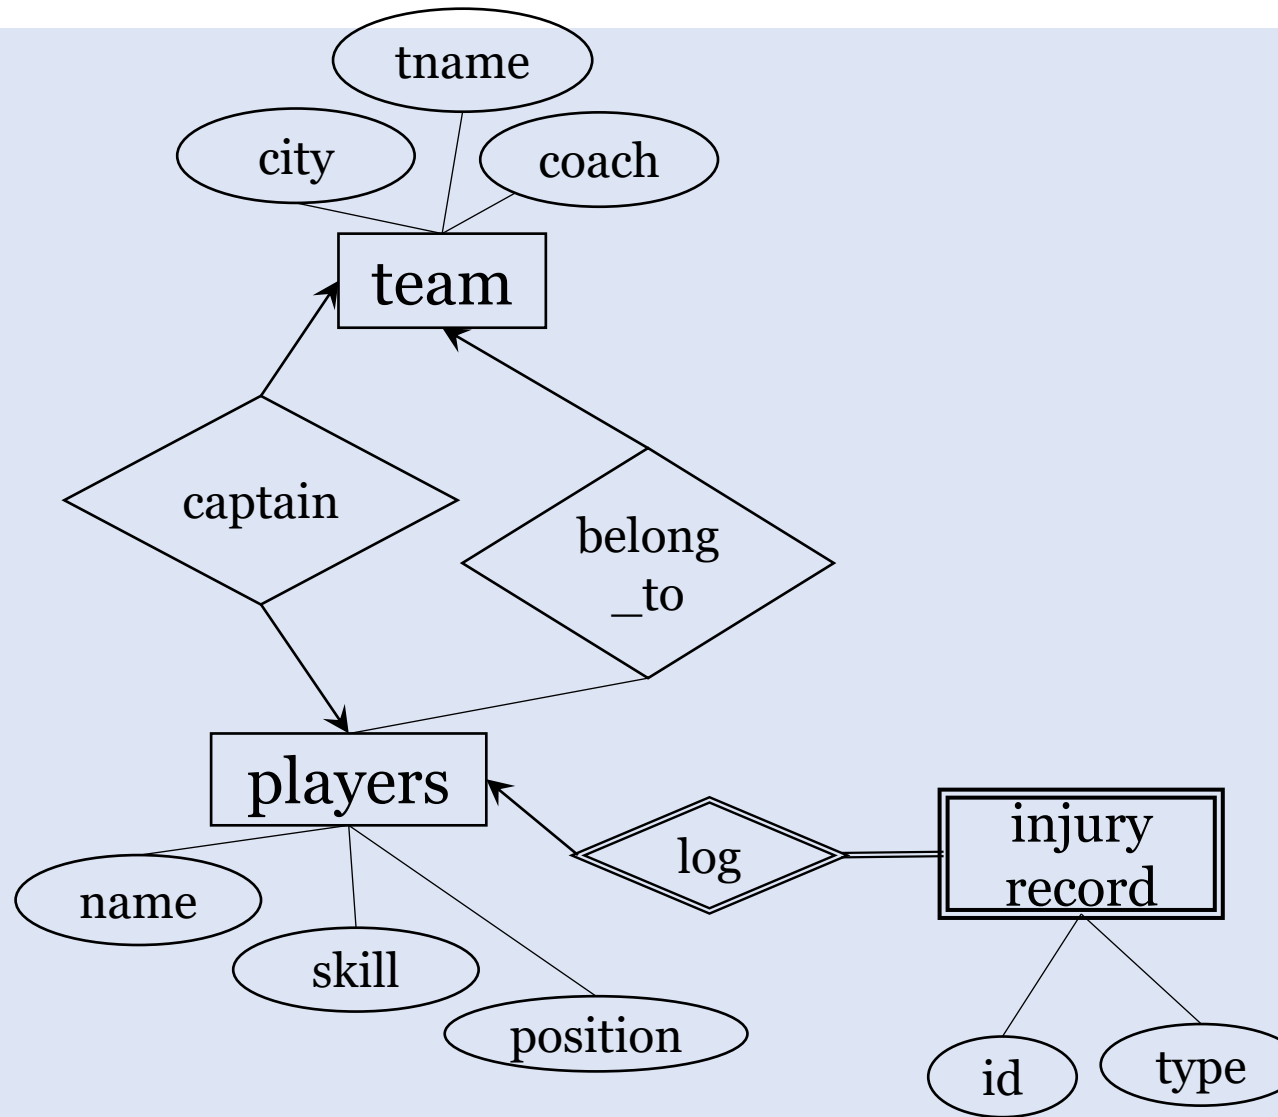 tname
city
coach
team
captain
belong
_to
players
log
injury
record
name
skill
position
id
type